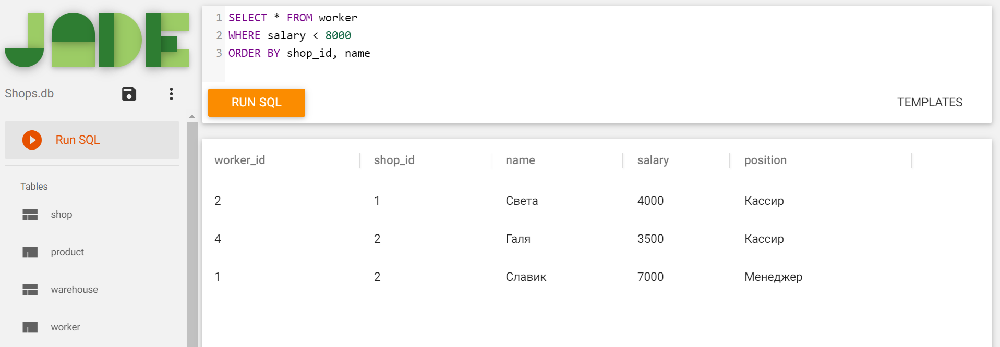 JADE
Shops.db
Run SQL
Tables
shop
product
warehouse
worker
1 SELECT * FROM worker
2 WHERE salary < 8000
3 ORDER BY shop_id, name
RUN SQL
TEMPLATES
worker_id shop_id name salary position
2 1 Света 4000 Кассир
4 2 Галя 3500 Кассир
1 2 Славик 7000 Менеджер